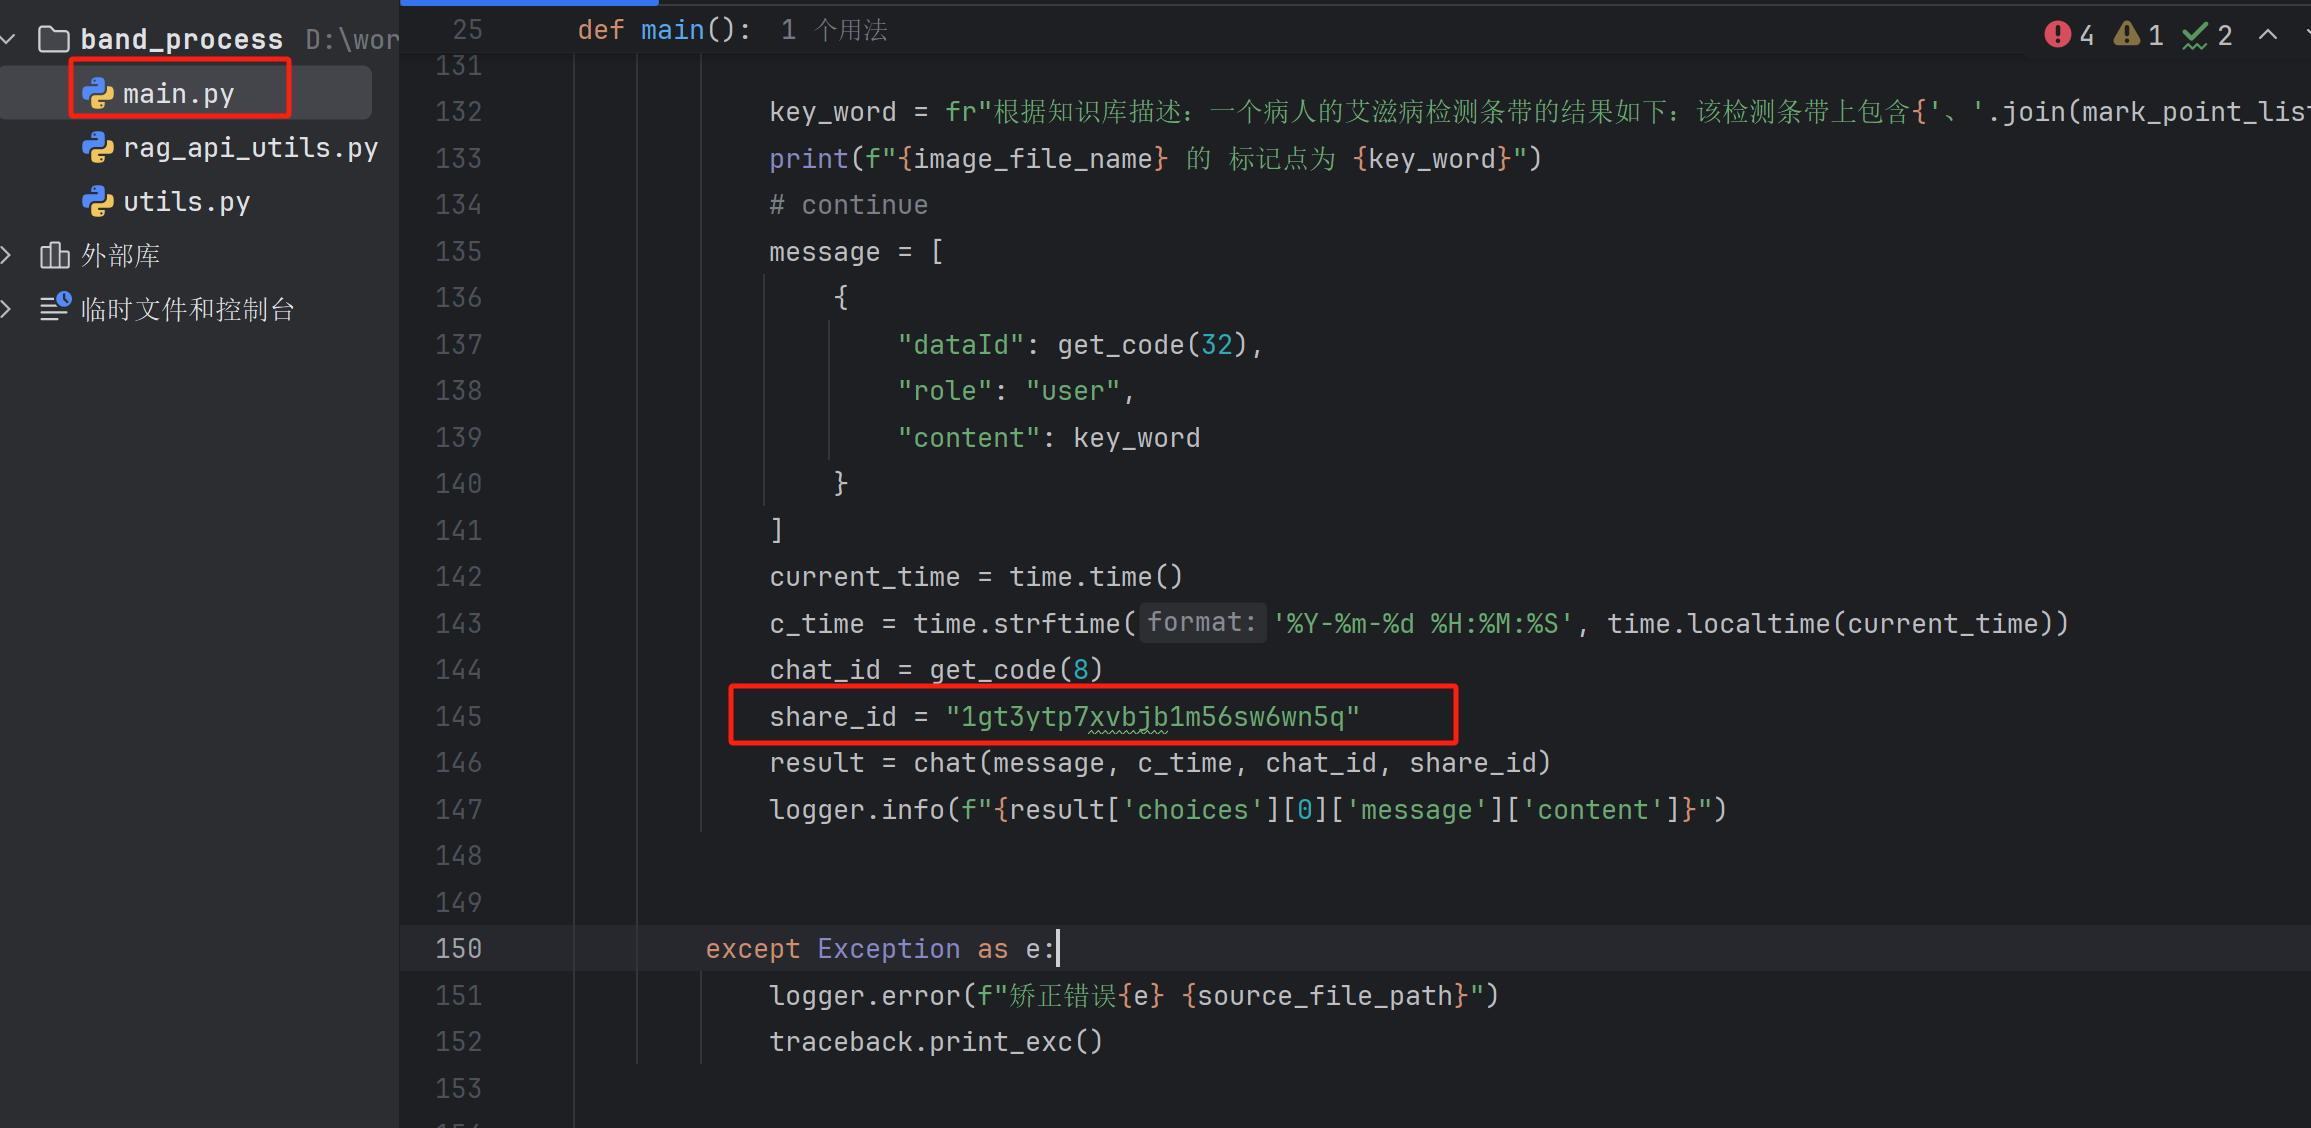 band_process D:\wor
main.py
rag_api_utils.py
utils.py
外部库
临时文件和控制台
25 def main(): 1 个用法
4 1 2
131
132 key_word = fr"根据知识库描述：一个病人的艾滋病检测条带的结果如下：该检测条带上包含{'、'.join(mark_point_lis
133 print(f"{image_file_name} 的 标记点为 {key_word}")
134 # continue
135 message = [
136 {
137 "dataId": get_code(32),
138 "role": "user",
139 "content": key_word
140 }
141 ]
142 current_time = time.time()
143 c_time = time.strftime( format: '%Y-%m-%d %H:%M:%S', time.localtime(current_time))
144 chat_id = get_code(8)
145 share_id = "1gt3ytp7xvbjb1m56sw6wn5q"
146 result = chat(message, c_time, chat_id, share_id)
147 logger.info(f"{result['choices'][0]['message']['content']}")
148
149
150 except Exception as e:
151 logger.error(f"矫正错误{e} {source_file_path}")
152 traceback.print_exc()
153